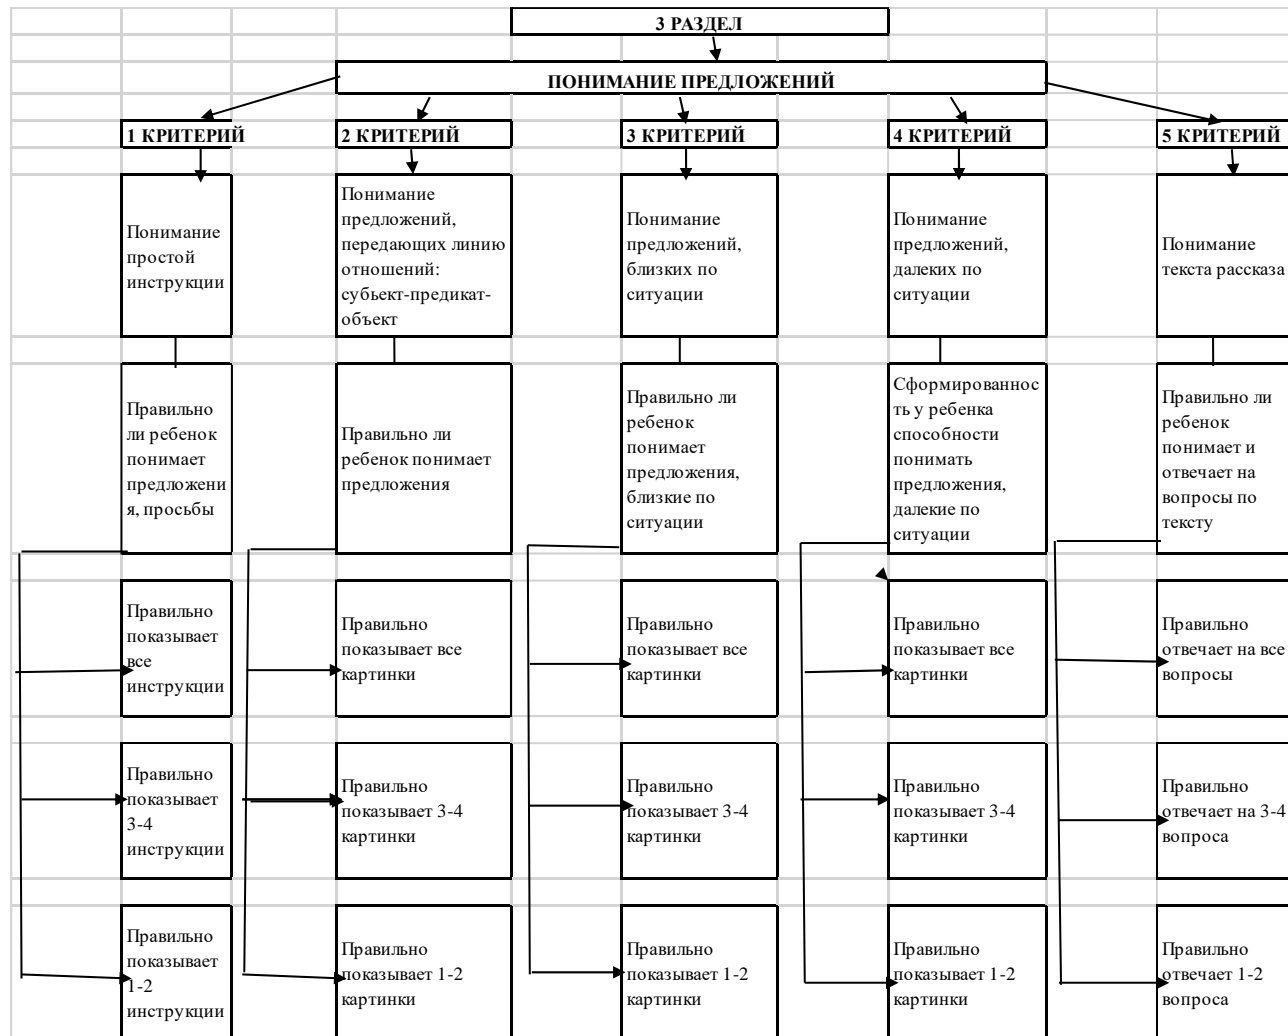 3 РАЗДЕЛ
ПОНИМАНИЕ ПРЕДЛОЖЕНИЙ
1 КРИТЕРИЙ
2 КРИТЕРИЙ
3 КРИТЕРИЙ
4 КРИТЕРИЙ
5 КРИТЕРИЙ
Понимание
простой
инструкции
Понимание
предложений,
передающих линию
отношений:
субьект-предикат-
объект
Понимание
предложений,
близких по
ситуации
Понимание
предложений,
далеких по
ситуации
Понимание
текста рассказа
Правильно
ли ребенок
понимает
предложени
я, просьбы
Правильно ли
ребенок понимает
предложения
Правильно ли
ребенок
понимает
предложения,
близкие по
ситуации
Сформированнос
ть у ребенка
способности
понимать
предложения,
далекие по
ситуации
Правильно ли
ребенок
понимает и
отвечает на
вопросы по
тексту
Правильно
показывает
все
инструкции
Правильно
показывает все
картинки
Правильно
показывает все
картинки
Правильно
показывает все
картинки
Правильно
отвечает на все
вопросы
Правильно
показывает
3-4
инструкции
Правильно
показывает 3-4
картинки
Правильно
показывает 3-4
картинки
Правильно
показывает 3-4
картинки
Правильно
отвечает на 3-4
вопроса
Правильно
показывает
1-2
инструкции
Правильно
показывает 1-2
картинки
Правильно
показывает 1-2
картинки
Правильно
показывает 1-2
картинки
Правильно
отвечает 1-2
вопроса